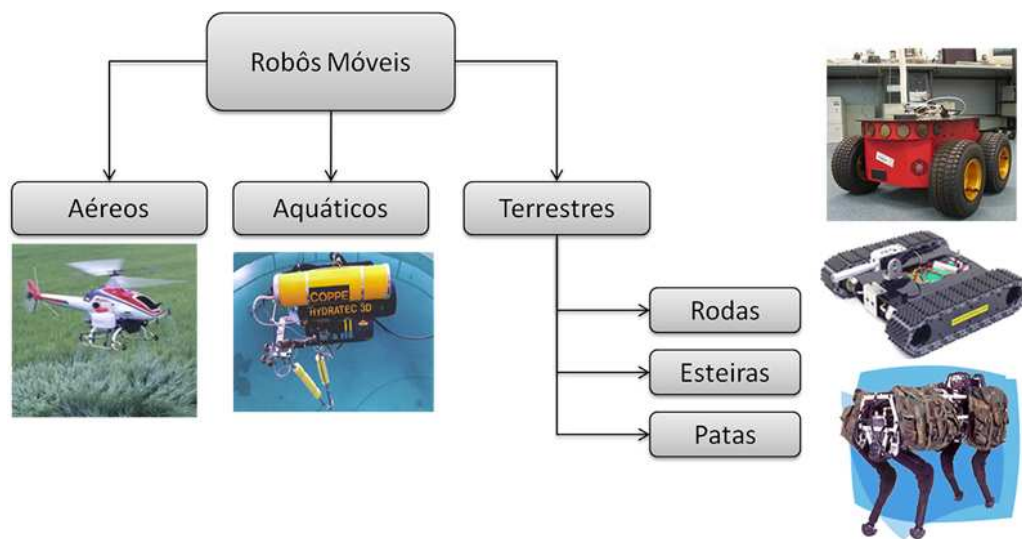 Robôs Móveis
Aéreos
Aquáticos
Terrestres
COPPE
HYDRATEC 3D
Rodas
Esteiras
Patas